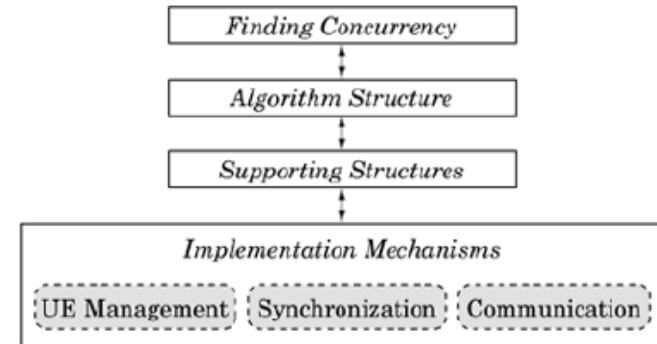 Finding Concurrency
Algorithm Structure
Supporting Structures
Implementation Mechanisms
UE Management Synchronization Communication